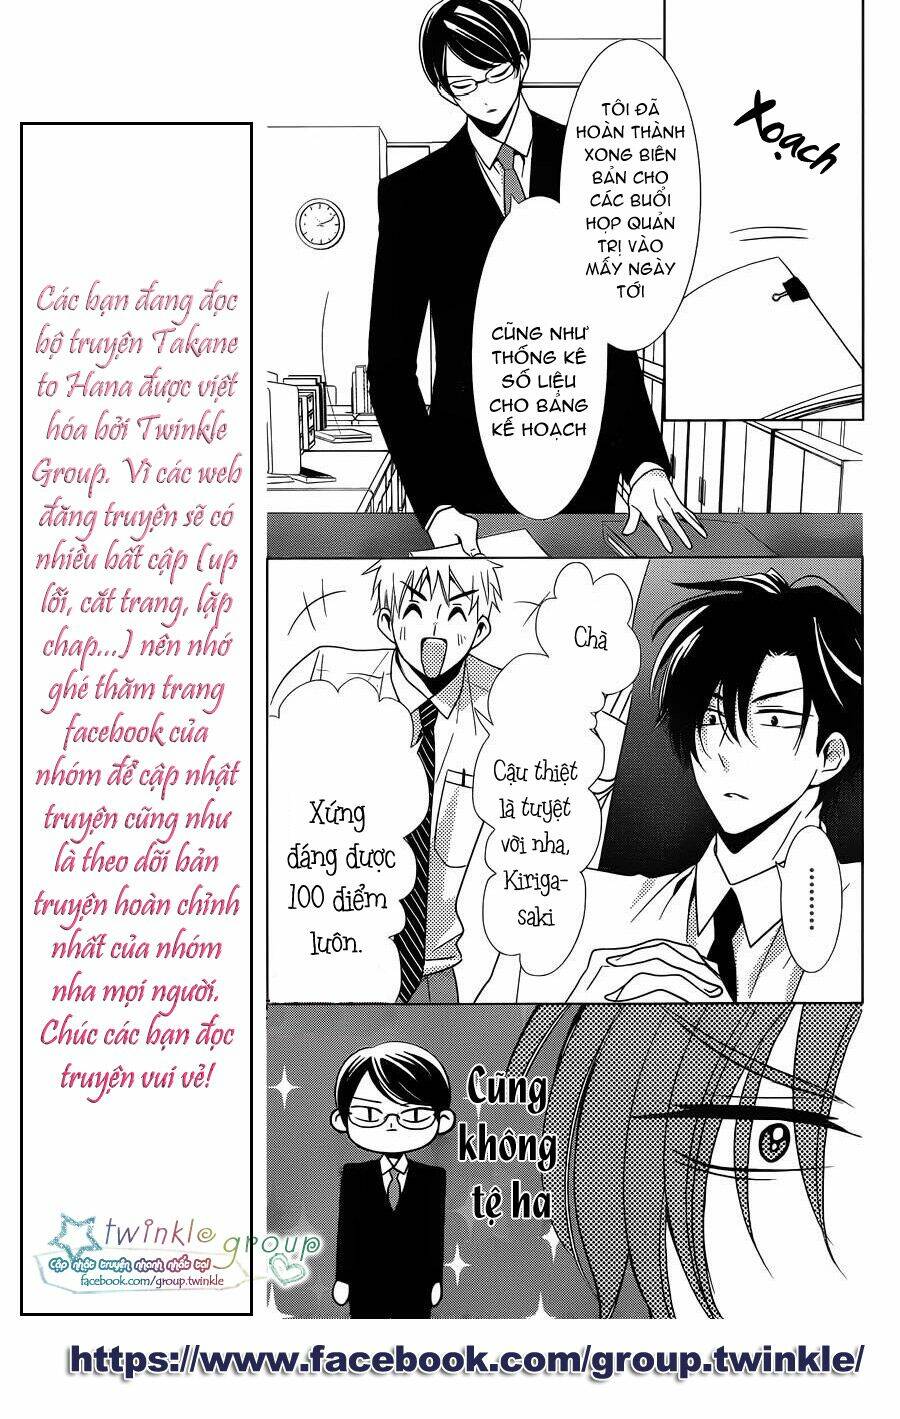 Xoạch
TÔI ĐÃ
HOÀN THÀNH
XONG BIÊN
BẢN CHO
CÁC BUỔI
HỌP QUẢN
TRỊ VÀO
MẤY NGÀY
TỚI
CŨNG NHƯ
THỐNG KÊ
SỐ LIỆU
CHO BẢNG
KẾ HOẠCH
Các bạn đang đọc
bộ truyện Takane
to Hana được việt
hóa bởi Twinkle
Group. Vì các web
đăng truyện sẽ có
nhiều bất cập (up
lỗi, cắt trang, lặp
chap...) nên nhớ
ghé thăm trang
facebook của
nhóm để cập nhật
truyện cũng như
là theo dõi bản
truyện hoàn chỉnh
nhất của nhóm
nha mọi người.
Chúc các bạn đọc
truyện vui vẻ!
Chà
Cậu thiệt
là tuyệt
vời nha,
Kiriga-
saki
Xứng
đáng được
100 điểm
luôn.
.........
Cũng
không
tệ ha
twinkle group
Cập nhật truyện nhanh nhất tại
facebook.com/group.twinkle
https://www.facebook.com/group.twinkle/